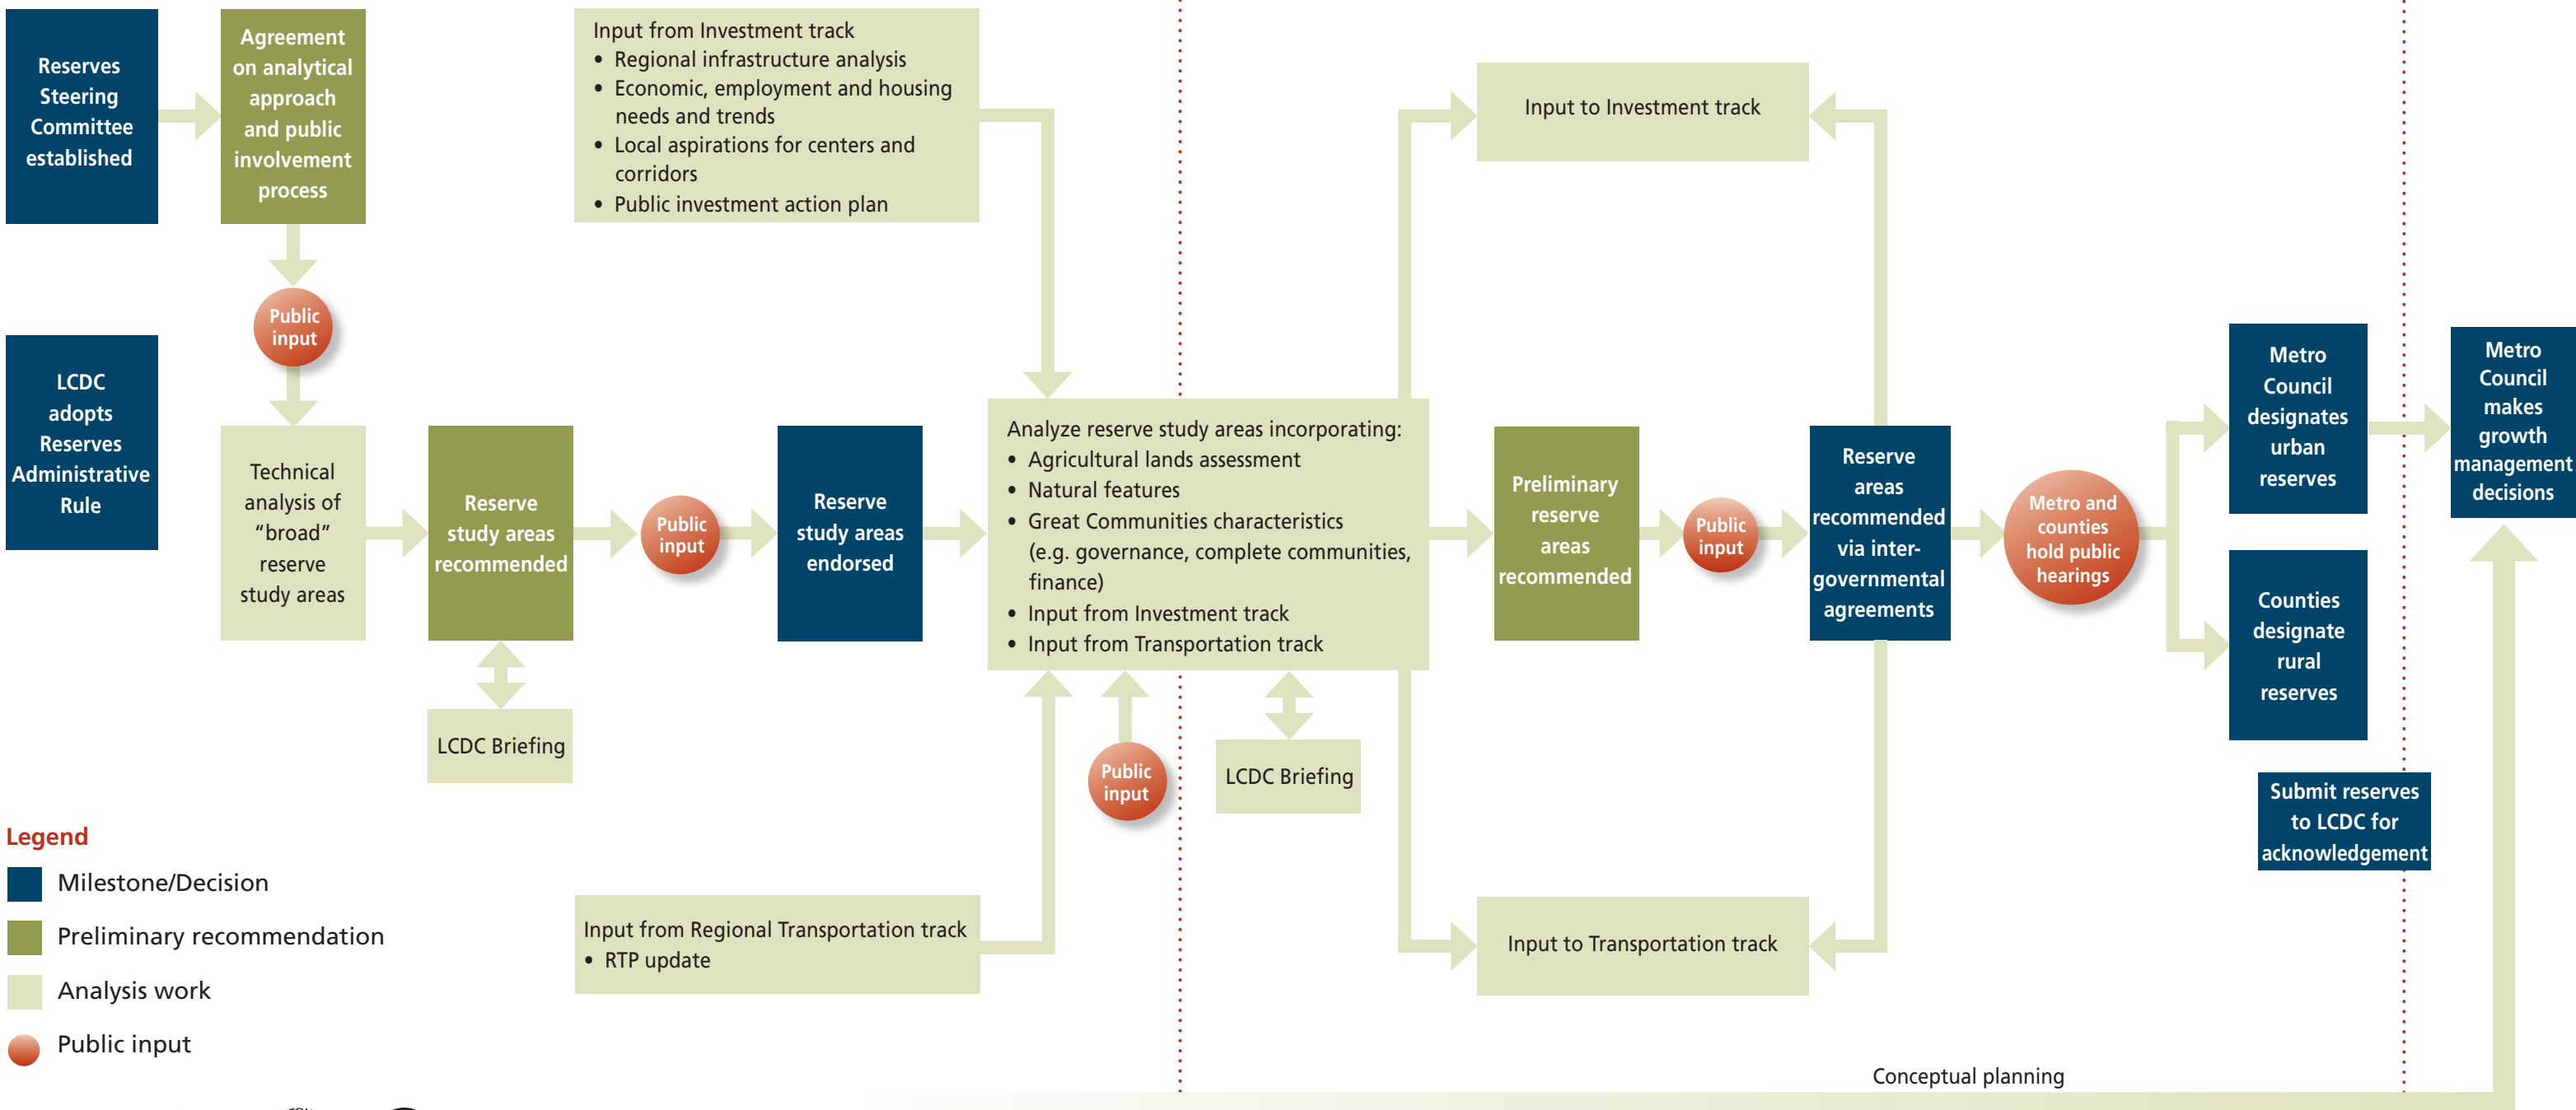 Reserves
Steering
Committee
established
Agreement
on analytical
approach
and public
involvement
process
Input from Investment track
• Regional infrastructure analysis
• Economic, employment and housing
needs and trends
• Local aspirations for centers and
corridors
• Public investment action plan
Input to Investment track
Public
input
LCDC
adopts
Reserves
Administrative
Rule
Technical
analysis of
“broad”
reserve
study areas
Reserve
study areas
recommended
Public
input
Reserve
study areas
endorsed
Analyze reserve study areas incorporating:
• Agricultural lands assessment
• Natural features
• Great Communities characteristics
(e.g. governance, complete communities,
finance)
• Input from Investment track
• Input from Transportation track
Preliminary
reserve
areas
recommended
Public
input
Reserve
areas
recommended
via inter-
governmental
agreements
Metro and
counties
hold public
hearings
Metro
Council
designates
urban
reserves
Metro
Council
makes
growth
management
decisions
Counties
designate
rural
reserves
LCDC Briefing
Public
input
LCDC Briefing
Submit reserves
to LCDC for
acknowledgement
Input from Regional Transportation track
• RTP update
Input to Transportation track
Legend
Milestone/Decision
Preliminary recommendation
Analysis work
Public input
Conceptual planning